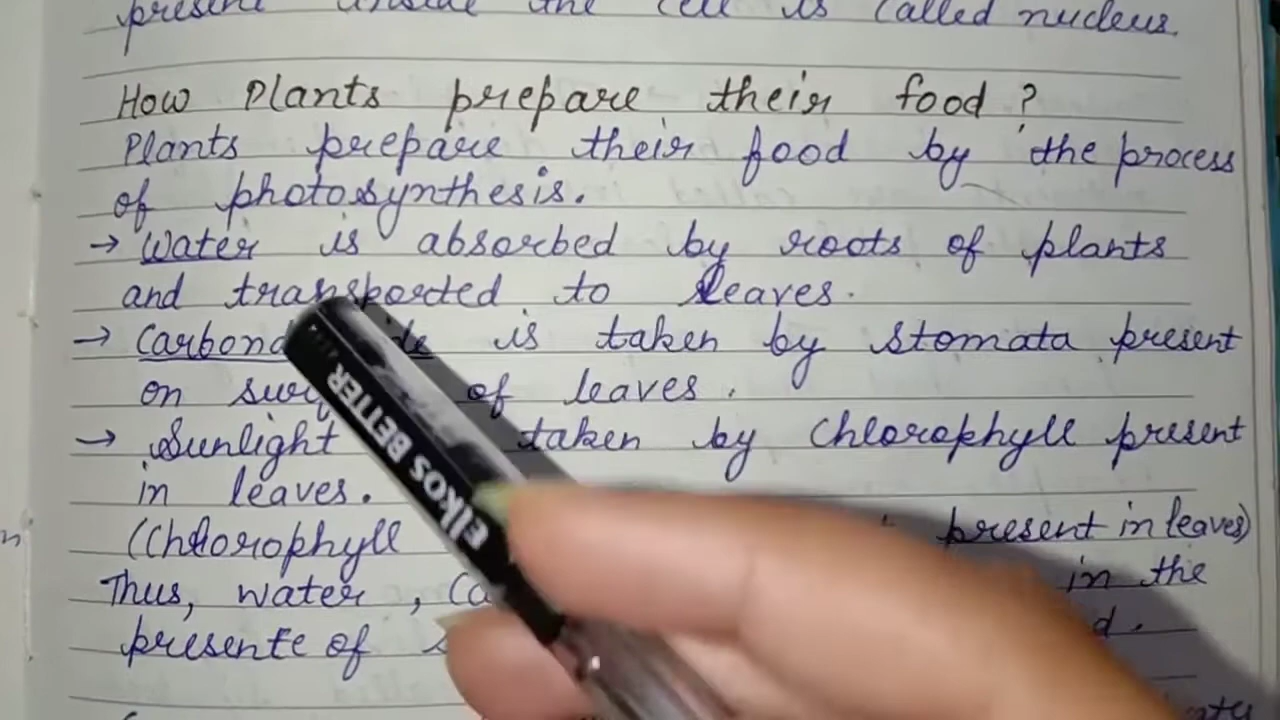 present inside the cell is called nucleus.
How Plants prepare their food ?
Plants prepare their food by the process
of photosynthesis.
→ Water is absorbed by roots of plants
and transported to leaves.
→ is taken by stomata present
on of leaves.
→ Sunlight taken by Chlorophyll present
in leaves.
(Chlorophyll present in leaves)
Thus, water , in the
presente of
Elkos BETTER